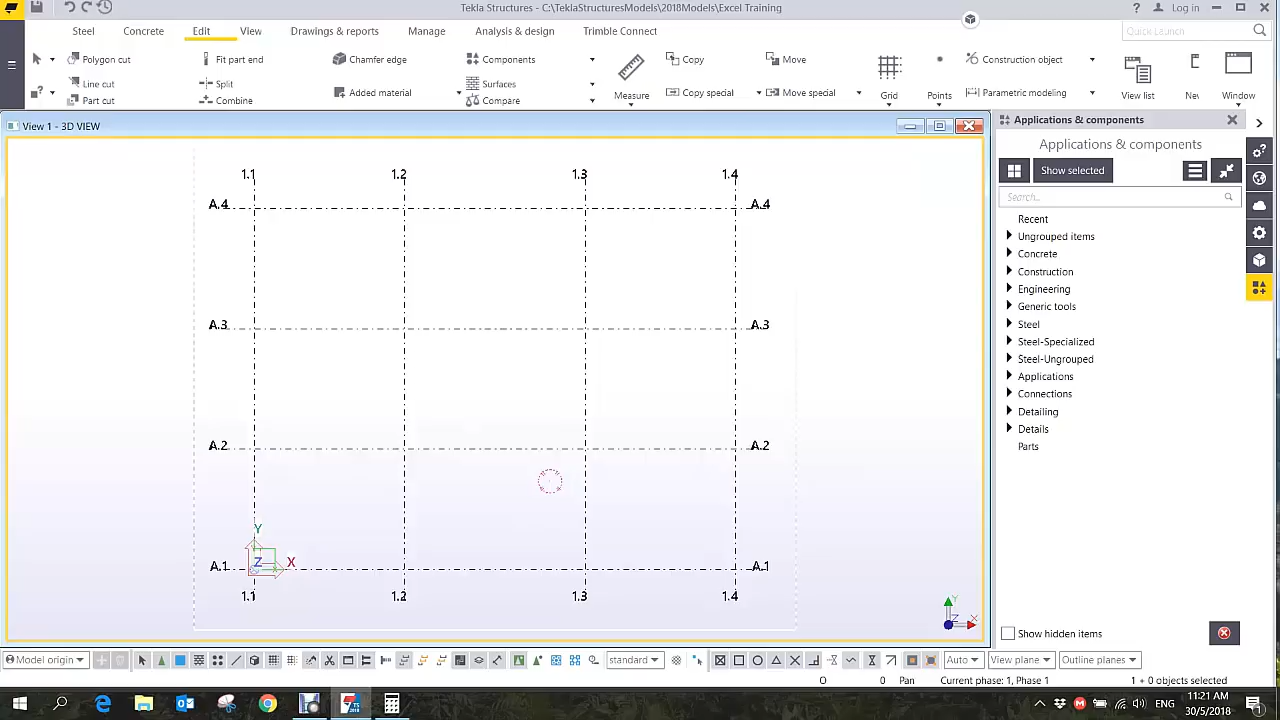 Tekla Structures - C:\TeklaStructuresModels\2018Models\Excel Training
? Log in
Steel Concrete Edit View Drawings & reports Manage Analysis & design Trimble Connect
Quick Launch
Polygon cut Fit part end Chamfer edge Components Copy Move Construction object
Line cut Split Surfaces
Part cut Combine Added material Compare Measure Copy special Move special Grid Points Parametric modeling View list Window
View 1 - 3D VIEW
Applications & components
Applications & components
Show selected
Search...
Recent
Ungrouped items
Concrete
Construction
Engineering
Generic tools
Steel
Steel-Specialized
Steel-Ungrouped
Applications
Connections
Detailing
Details
Parts
Show hidden items
1.1 1.2 1.3 1.4
A.4 A.4
A.3 A.3
A.2 A.2
Y
Z X
A.1 A.1
1.1 1.2 1.3 1.4
Y
Z X
Model origin standard Auto View plane Outline planes
O 0 Pan Current phase: 1, Phase 1 1 + 0 objects selected
11:21 AM
ENG
30/5/2018